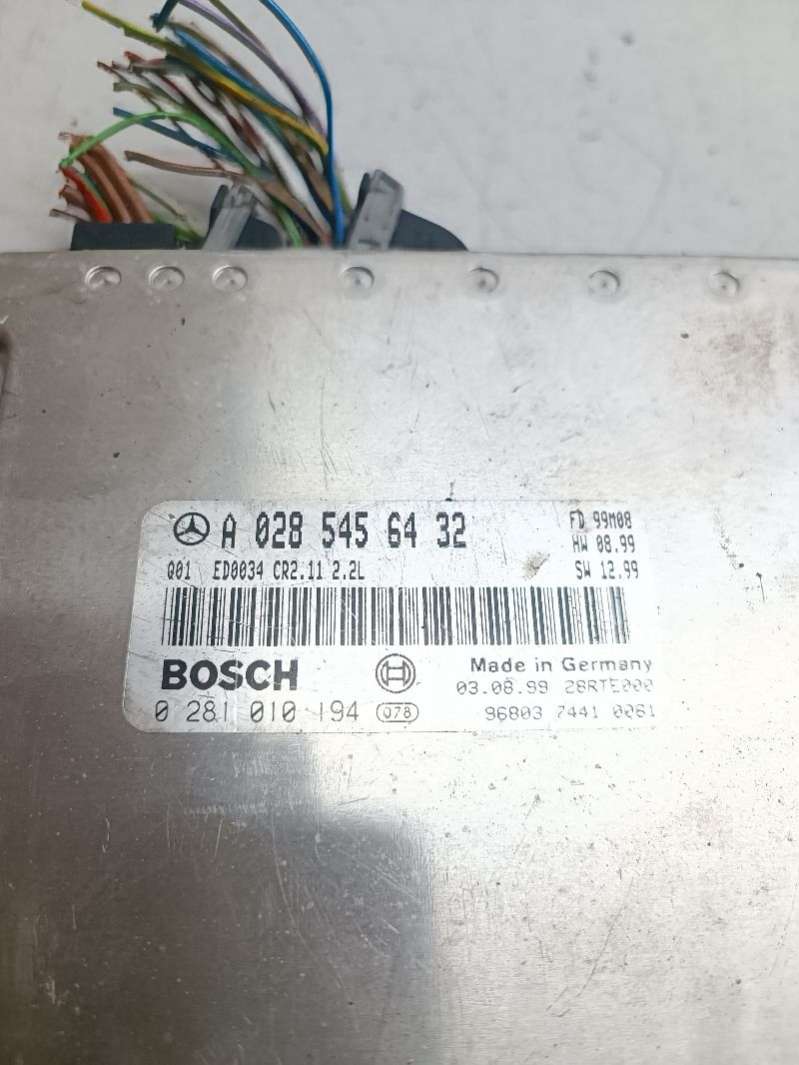 A 028 545 64 32
FD 99M08
HW 08.99
Q01 ED0034 CR2.11 2.2L
SW 12.99
BOSCH
Made in Germany
03.08.99 28RTE000
0 281 010 194 078
96803 7441 0061